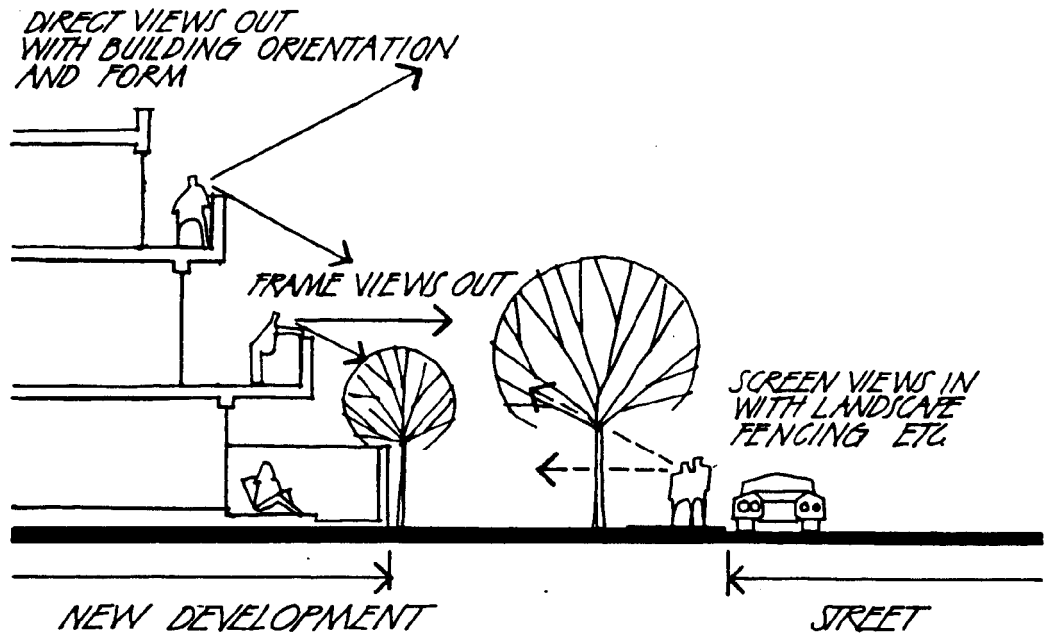 DIRECT VIEWS OUT
WITH BUILDING ORIENTATION
AND FORM
FRAME VIEWS OUT
SCREEN VIEWS IN
WITH LANDSCAPE
FENCING ETC.
NEW DEVELOPMENT
STREET